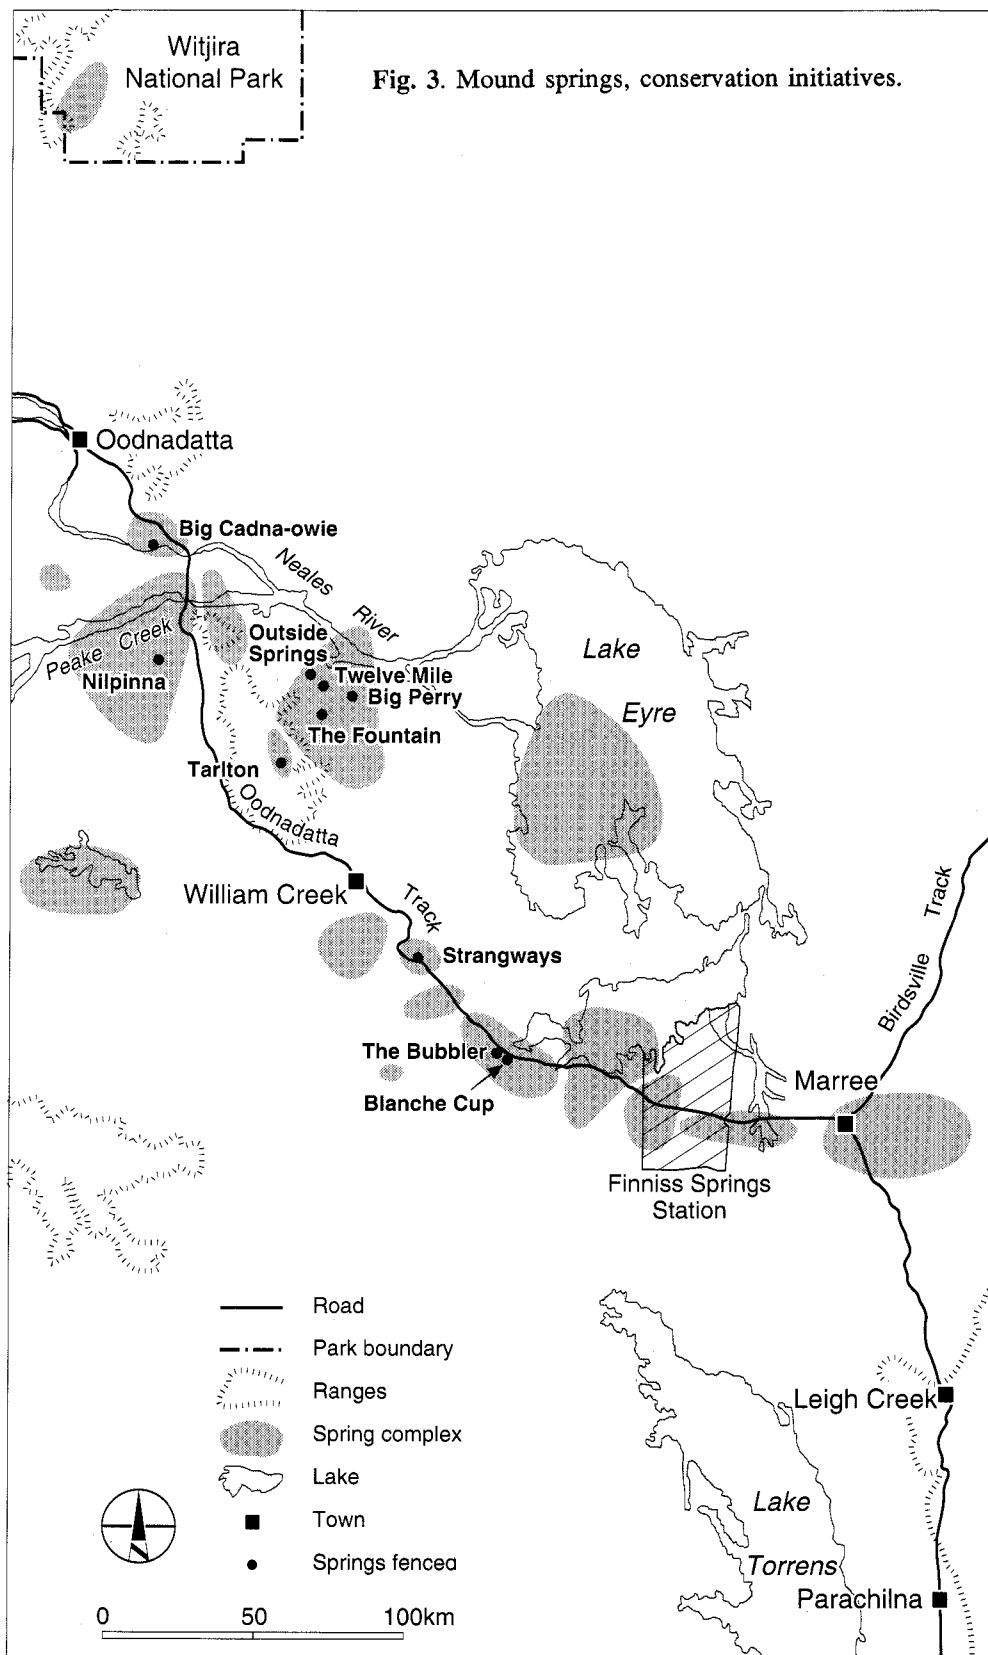 Witjira
National Park
Fig. 3. Mound springs, conservation initiatives.
Oodnadatta
Big Cadna-owie
Neales
River
Peake Creek
Nilpinna
Outside
Springs
Twelve Mile
Big Perry
The Fountain
Tarlton
Lake
Eyre
Oodnadatta
Track
William Creek
Strangways
Birdsville Track
The Bubbler
Blanche Cup
Marree
Finniss Springs
Station
Road
Park boundary
Ranges
Spring complex
Lake
Town
Springs fenced
Leigh Creek
Lake
Torrens
Parachilna
0 50 100km